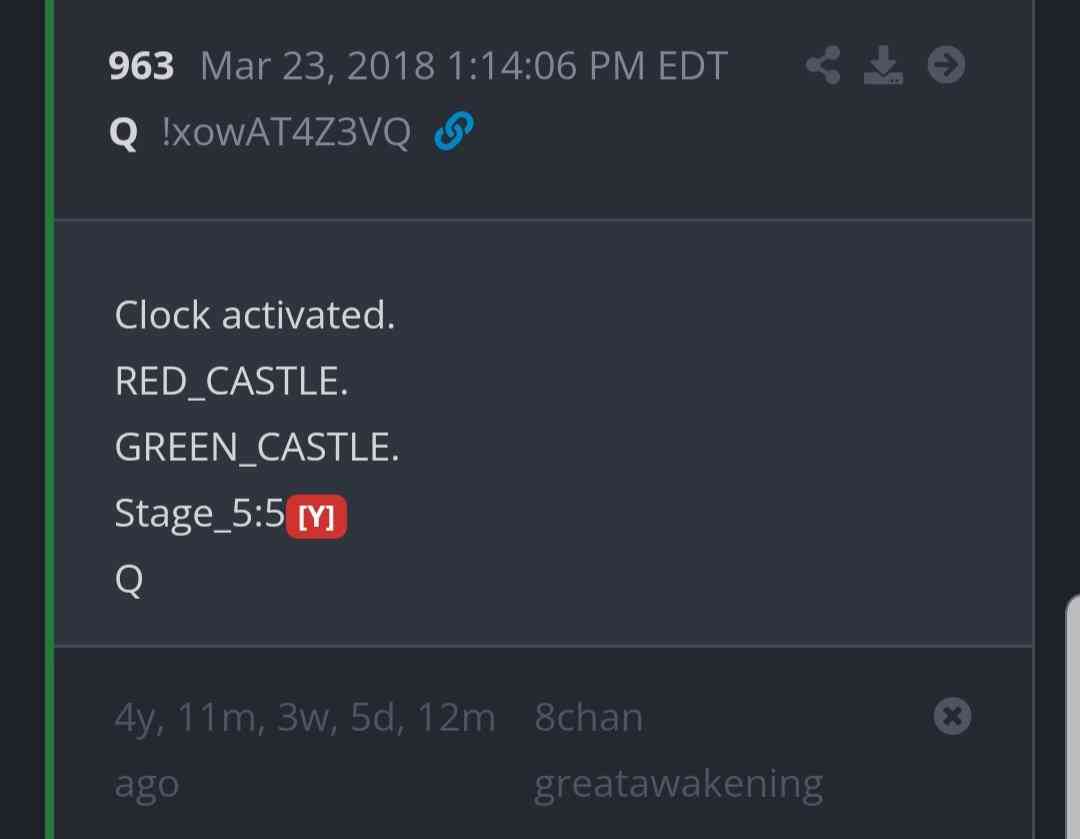 963 Mar 23, 2018 1:14:06 PM EDT
Q !xowAT4Z3VQ
Clock activated.
RED_CASTLE.
GREEN_CASTLE.
Stage_5:5[Y]
Q
4y, 11m, 3w, 5d, 12m ago
8chan greatawakening